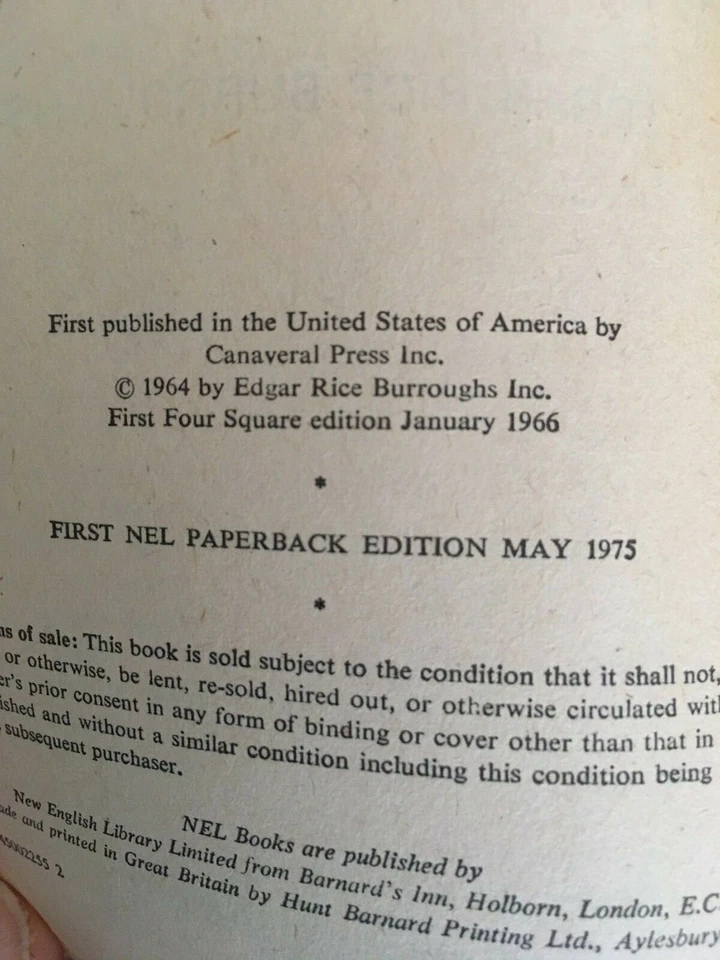 First published in the United States of America by
Canaveral Press Inc.
© 1964 by Edgar Rice Burroughs Inc.
First Four Square edition January 1966
*
FIRST NEL PAPERBACK EDITION MAY 1975
*
ns of sale: This book is sold subject to the condition that it shall not,
or otherwise, be lent, re-sold, hired out, or otherwise circulated with
er's prior consent in any form of binding or cover other than that in
ished and without a similar condition including this condition being
subsequent purchaser.
NEL Books are published by
New English Library Limited from Barnard's Inn, Holborn, London, E.C.
ade and printed in Great Britain by Hunt Barnard Printing Ltd., Aylesbury